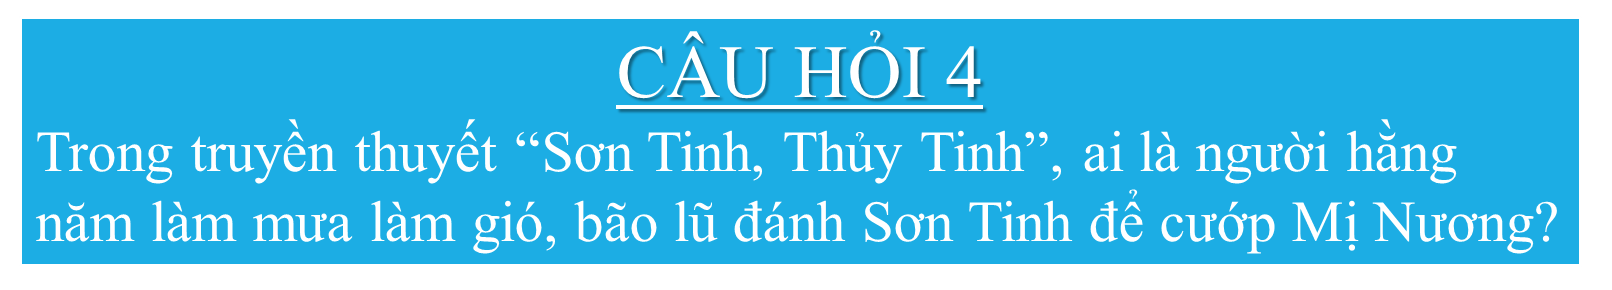 CÂU HỎI 4
Trong truyền thuyết “Sơn Tinh, Thủy Tinh”, ai là người hằng
năm làm mưa làm gió, bão lũ đánh Sơn Tinh để cướp Mị Nương?